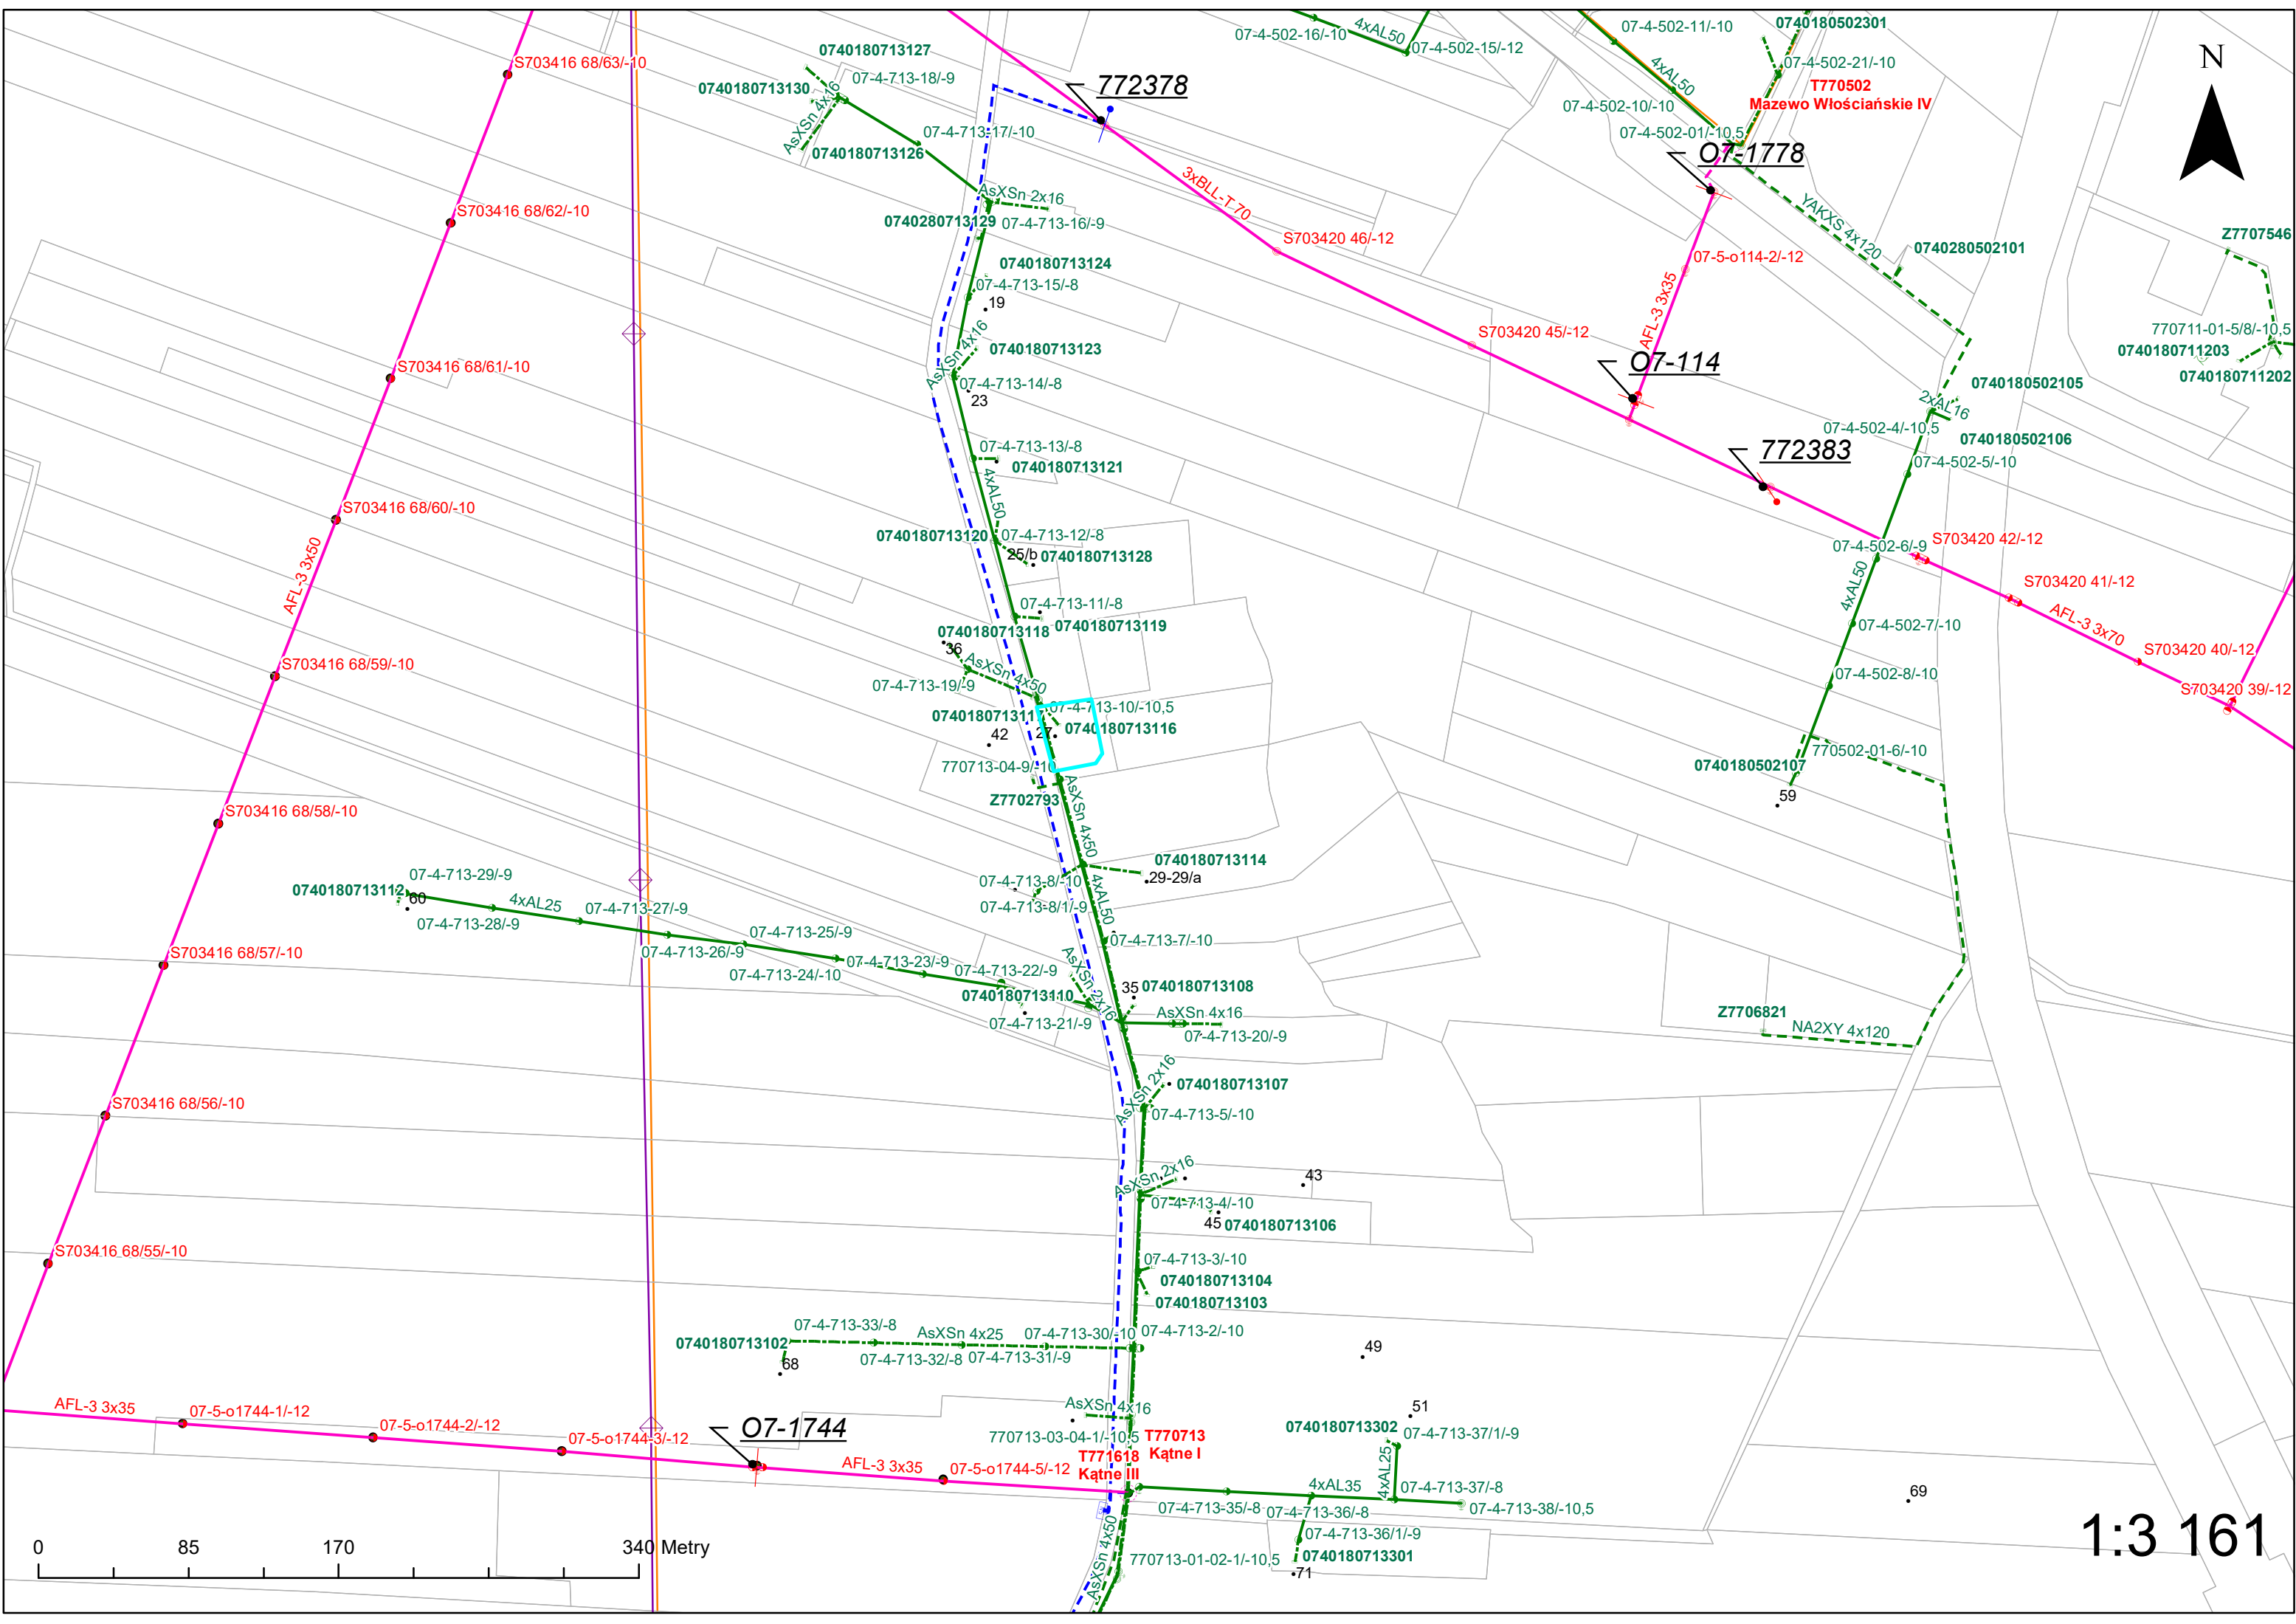 0740180713127
S703416 68/63/-10
0740180713130
07-4-713-18/-9
AsXSn 4x16
07-4-713-17/-10
0740180713126
772378
07-4-502-16/-10
4xAL50
07-4-502-15/-12
07-4-502-11/-10
0740180502301
4xAL50
07-4-502-21/-10
T770502
Mazewo Włościańskie IV
07-4-502-10/-10
07-4-502-01/-10,5
O7-1778
N
3xBLL-T 70
S703416 68/62/-10
AsXSn 2x16
0740280713129
07-4-713-16/-9
S703420 46/-12
YAKXS 4x120
0740280502101
Z7707546
07-5-o114-2/-12
AFL-3 3x35
0740180713124
07-4-713-15/-8
19
AsXSn 4x16
0740180713123
S703420 45/-12
770711-01-5/8/-10,5
0740180711203
0740180711202
S703416 68/61/-10
07-4-713-14/-8
23
O7-114
0740180502105
2xAL16
07-4-502-4/-10,5
0740180502106
07-4-713-13/-8
0740180713121
4xAL50
772383
07-4-502-5/-10
S703416 68/60/-10
0740180713120
07-4-713-12/-8
25/b
0740180713128
S703420 42/-12
07-4-502-6/-9
S703420 41/-12
AFL-3 3x50
4xAL50
AFL-3 3x70
07-4-713-11/-8
0740180713118
0740180713119
36
07-4-502-7/-10
S703420 40/-12
S703416 68/59/-10
AsXSn 4x50
07-4-713-19/-9
07-4-502-8/-10
S703420 39/-12
07-4-713-10/-10,5
074018071311
27
0740180713116
42
770713-04-9/-10
Z7702793
AsXSn 4x50
770502-01-6/-10
0740180502107
59
S703416 68/58/-10
0740180713114
29-29/a
07-4-713-8/-10
07-4-713-8/1/-9
4xAL50
07-4-713-29/-9
0740180713112
60
4xAL25
07-4-713-28/-9
07-4-713-27/-9
07-4-713-26/-9
07-4-713-25/-9
07-4-713-24/-10
07-4-713-23/-9
07-4-713-22/-9
07-4-713-7/-10
AsXSn 2x16
S703416 68/57/-10
0740180713110
07-4-713-21/-9
35
0740180713108
AsXSn 4x16
07-4-713-20/-9
Z7706821
NA2XY 4x120
AsXSn 2x16
0740180713107
07-4-713-5/-10
S703416 68/56/-10
AsXSn 2x16
43
07-4-713-4/-10
45
0740180713106
S703416 68/55/-10
07-4-713-3/-10
0740180713104
0740180713103
07-4-713-33/-8
AsXSn 4x25
07-4-713-30/-10
07-4-713-2/-10
0740180713102
68
07-4-713-32/-8
07-4-713-31/-9
49
AFL-3 3x35
07-5-o1744-1/-12
07-5-o1744-2/-12
07-5-o1744-3/-12
O7-1744
AsXSn 4x16
770713-03-04-1/-10,5
T770713
Kątne I
T771618
Kątne III
AFL-3 3x35
07-5-o1744-5/-12
51
0740180713302
07-4-713-37/1/-9
4xAL25
4xAL35
07-4-713-37/-8
07-4-713-35/-8
07-4-713-36/-8
07-4-713-38/-10,5
69
07-4-713-36/1/-9
AsXSn 4x50
770713-01-02-1/-10,5
0740180713301
71
0
85
170
340 Metry
1:3 161